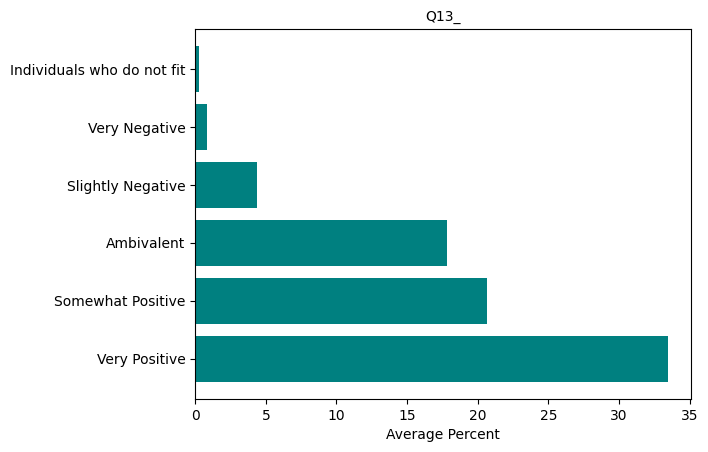 Q13_
Individuals who do not fit
Very Negative
Slightly Negative
Ambivalent
Somewhat Positive
Very Positive
0 5 10 15 20 25 30 35
Average Percent